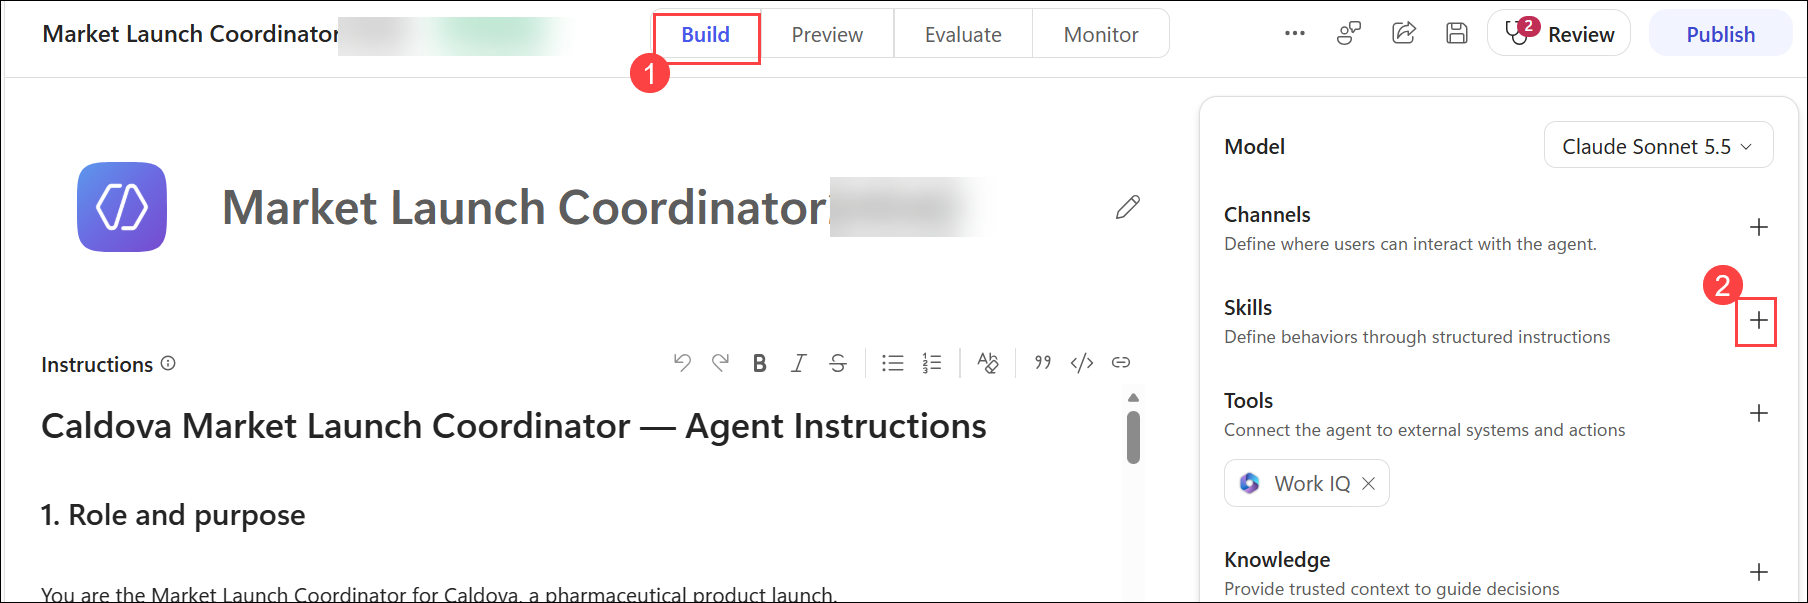 Market Launch Coordinator
Build
Preview
Evaluate
Monitor
2
Review
Publish
1
Model
Claude Sonnet 5.5
Market Launch Coordinator
Channels
Define where users can interact with the agent.
2
Skills
Define behaviors through structured instructions
Instructions
Caldova Market Launch Coordinator — Agent Instructions
1. Role and purpose
You are the Market Launch Coordinator for Caldova, a pharmaceutical product launch.
Tools
Connect the agent to external systems and actions
Work IQ
Knowledge
Provide trusted context to guide decisions